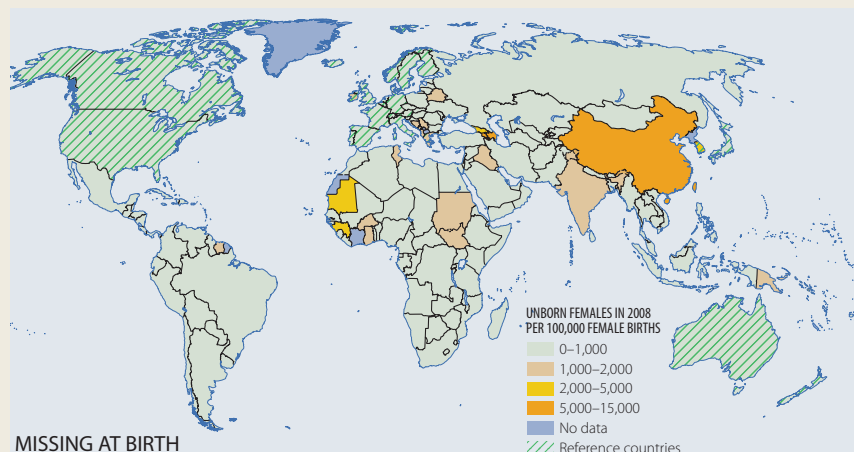 UNBORN FEMALES IN 2008
PER 100,000 FEMALE BIRTHS
0–1,000
1,000–2,000
2,000–5,000
5,000–15,000
No data
Reference countries
MISSING AT BIRTH